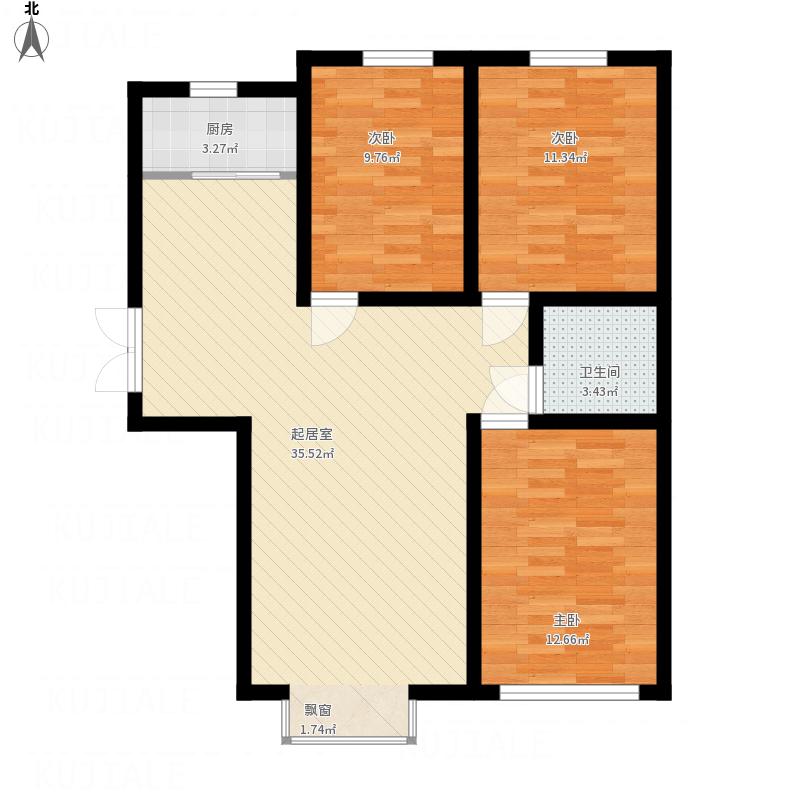 北
厨房
3.27㎡
次卧
9.76㎡
次卧
11.34㎡
卫生间
3.43㎡
起居室
35.52㎡
主卧
12.66㎡
飘窗
1.74㎡
KUJIALE
KUJIALE
KUJIALE
KUJIALE
KUJIALE
KUJIALE
KUJIALE
KUJIALE
KUJIALE
KUJIALE